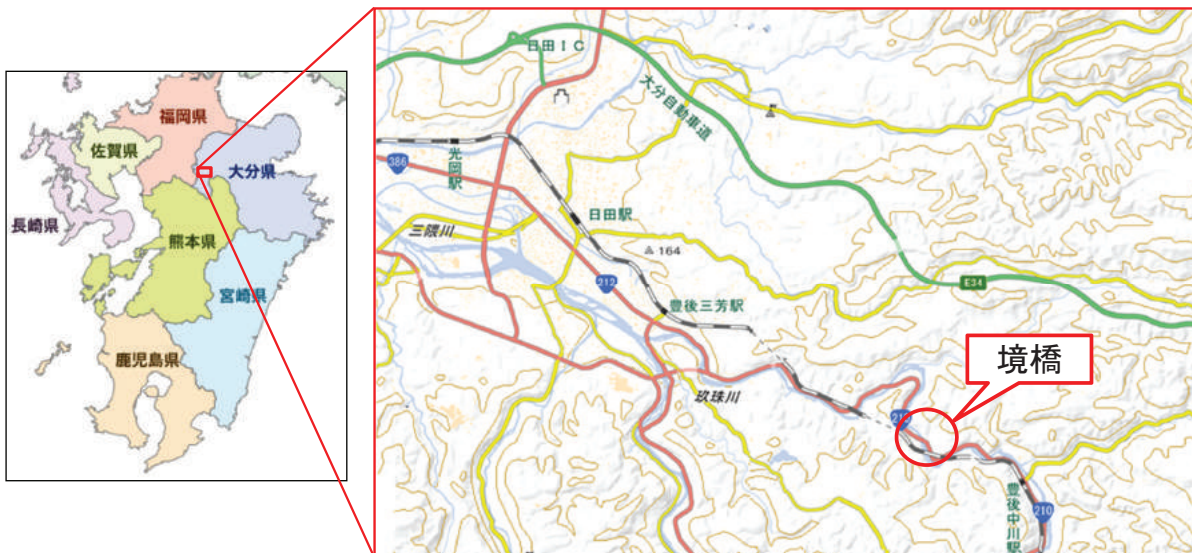 福岡県
佐賀県
大分県
長崎県
熊本県
宮崎県
鹿児島県
日田IC
大分自動車道
386
光岡駅
日田駅
三隈川
164
212
E34
豊後三芳駅
境橋
玖珠川
210
豊後中川駅